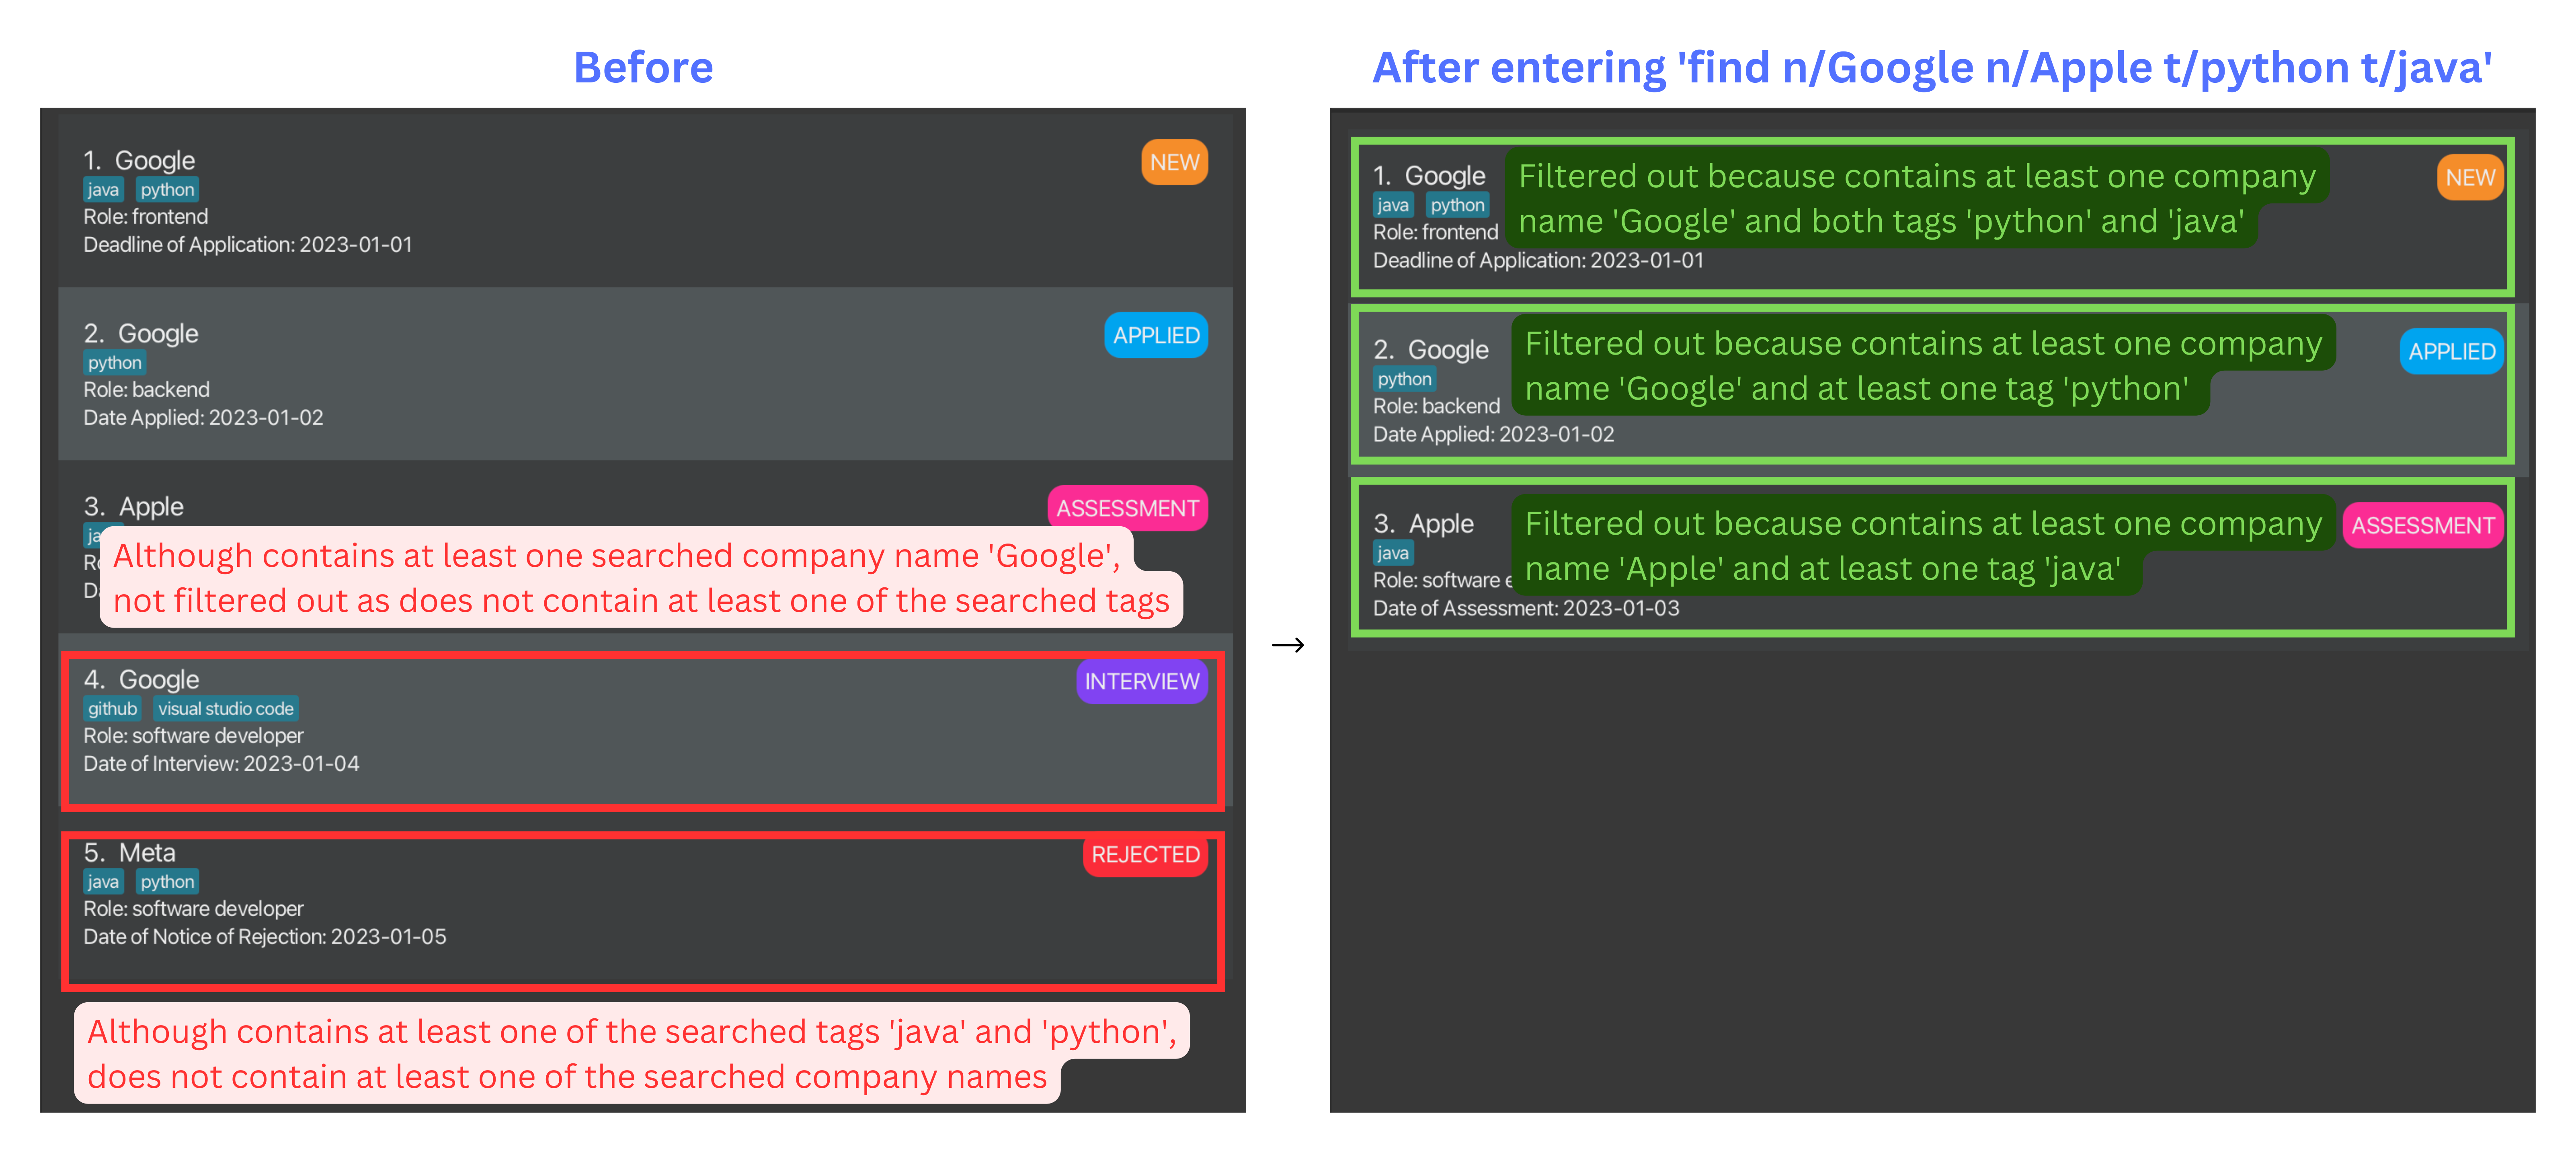 Before
1. Google
NEW
java python
Role: frontend
Deadline of Application: 2023-01-01
2. Google
APPLIED
python
Role: backend
Date Applied: 2023-01-02
3. Apple
ASSESSMENT
Although contains at least one searched company name 'Google',
not filtered out as does not contain at least one of the searched tags
4. Google
INTERVIEW
github visual studio code
Role: software developer
Date of Interview: 2023-01-04
5. Meta
REJECTED
java python
Role: software developer
Date of Notice of Rejection: 2023-01-05
Although contains at least one of the searched tags 'java' and 'python',
does not contain at least one of the searched company names
→
After entering 'find n/Google n/Apple t/python t/java'
1. Google
NEW
java python
Role: frontend
Deadline of Application: 2023-01-01
Filtered out because contains at least one company
name 'Google' and both tags 'python' and 'java'
2. Google
APPLIED
python
Role: backend
Date Applied: 2023-01-02
Filtered out because contains at least one company
name 'Google' and at least one tag 'python'
3. Apple
ASSESSMENT
java
Role: software
Date of Assessment: 2023-01-03
Filtered out because contains at least one company
name 'Apple' and at least one tag 'java'